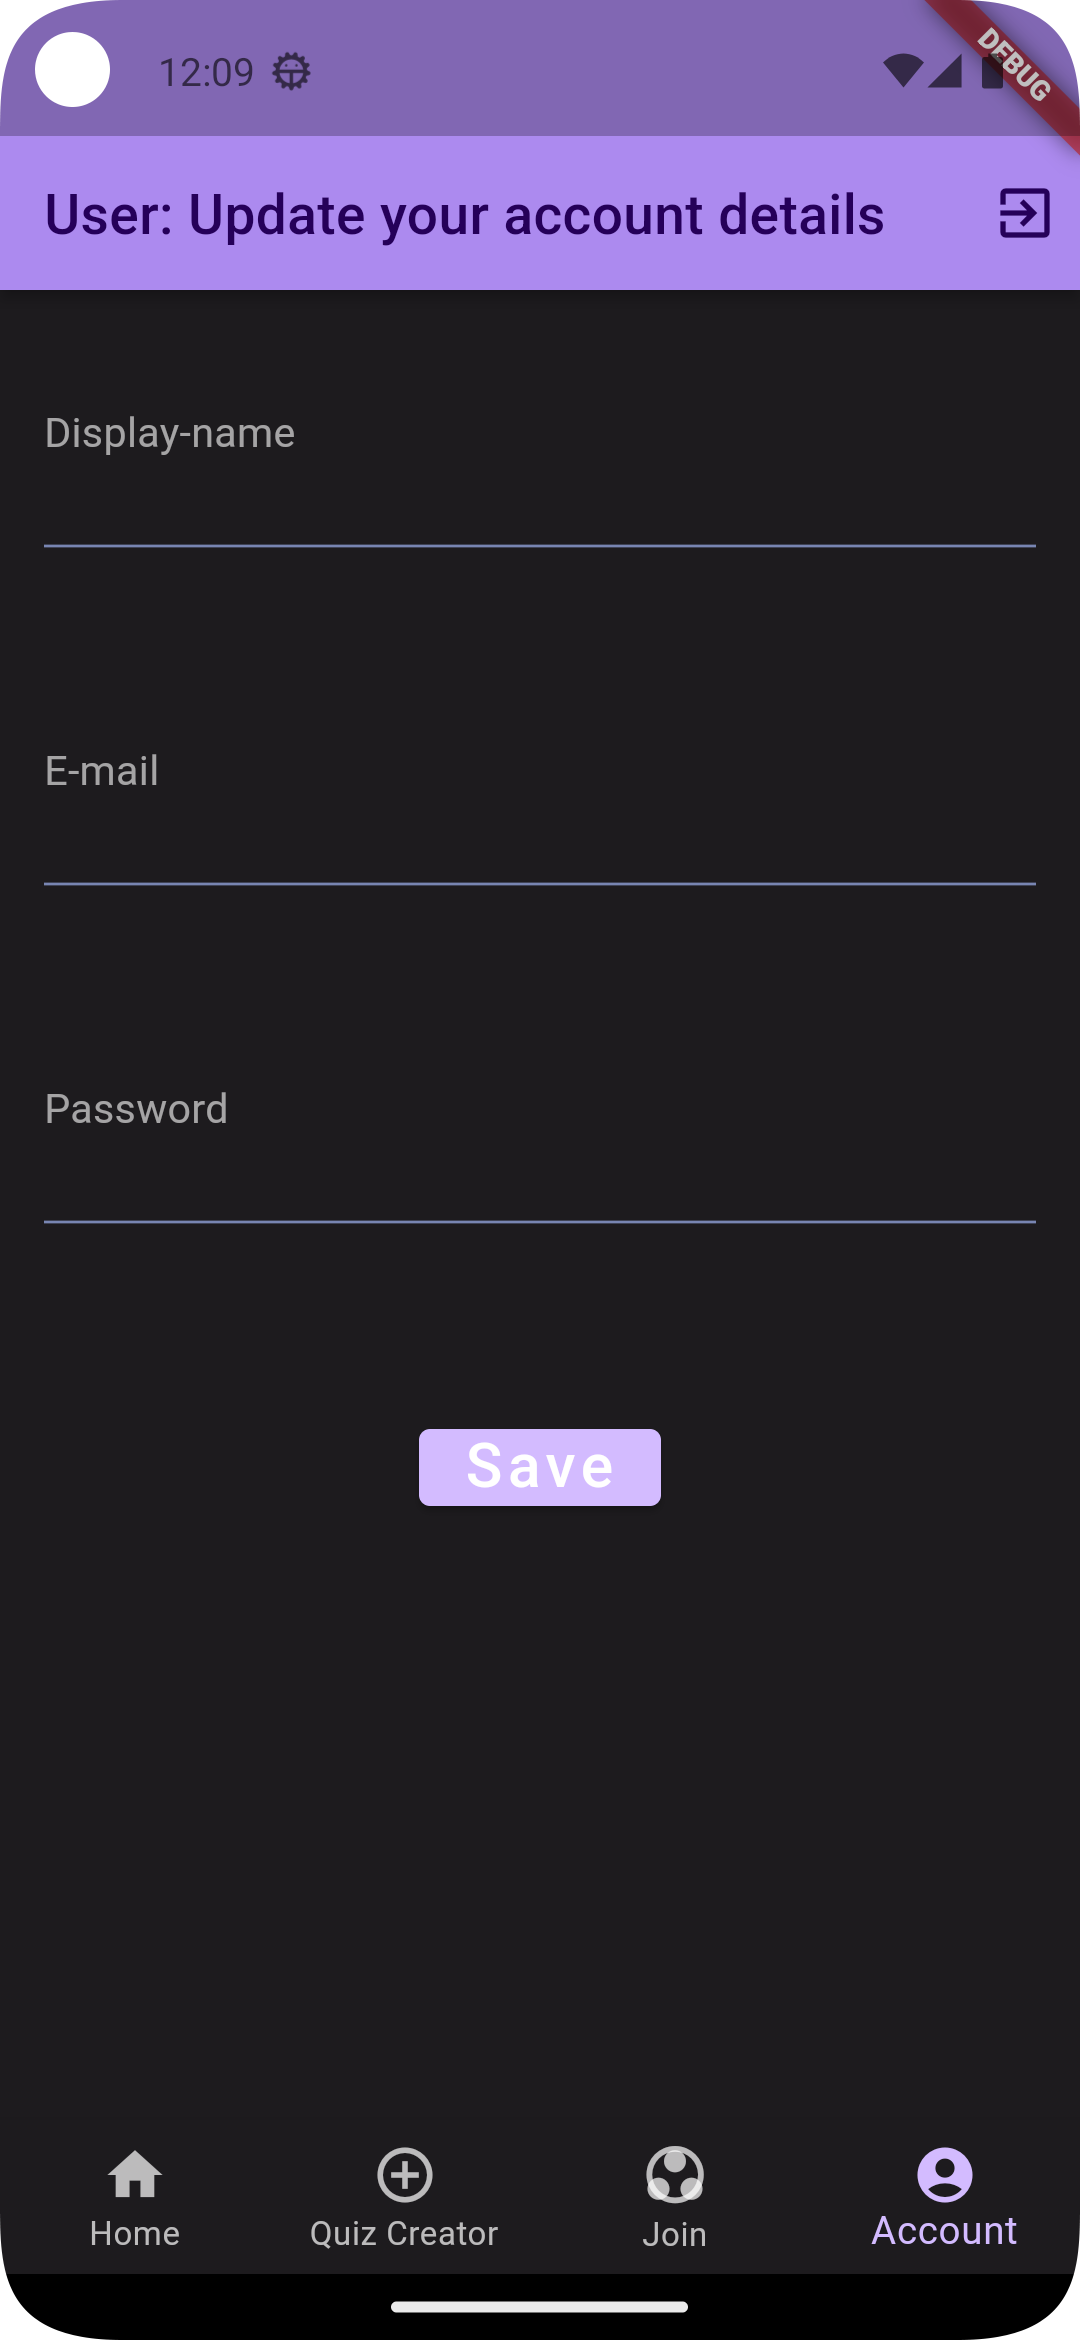 12:09
DEBUG
User: Update your account details
Display-name
E-mail
Password
Save
Home
Quiz Creator
Join
Account